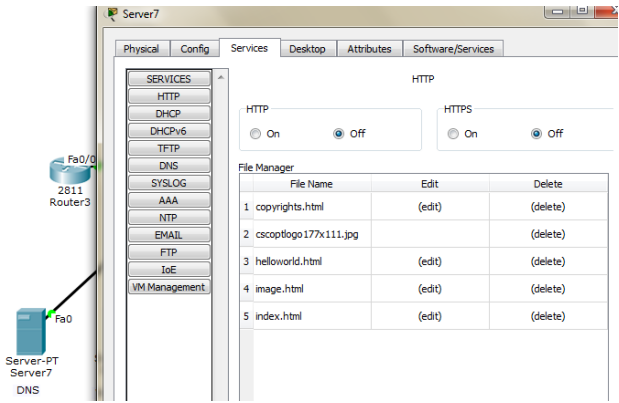 Server7
Physical Config Services Desktop Attributes Software/Services
SERVICES
HTTP
DHCP
DHCPv6
TFTP
DNS
SYSLOG
AAA
NTP
EMAIL
FTP
IoE
VM Management
HTTP
HTTP
On Off
HTTPS
On Off
File Manager
File Name Edit Delete
1 copyrights.html (edit) (delete)
2 cscoptlogo177x111.jpg (delete)
3 helloworld.html (edit) (delete)
4 image.html (edit) (delete)
5 index.html (edit) (delete)
Fa0/0
2811
Router3
Fa0
Server-PT
Server7
DNS